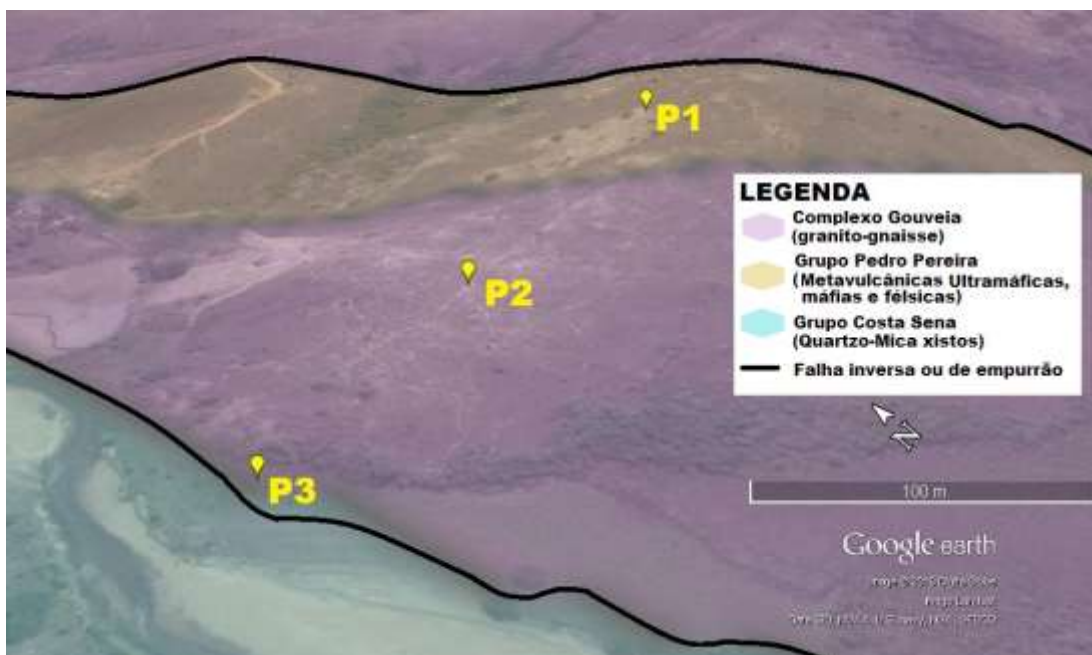 P1
LEGENDA
Complexo Gouveia
(granito-gnaisse)
Grupo Pedro Pereira
(Metavulcânicas Ultramáficas,
máfias e félsicas)
Grupo Costa Sena
(Quartzo-Mica xistos)
Falha inversa ou de empurrão
P2
P3
N
100 m
Google earth